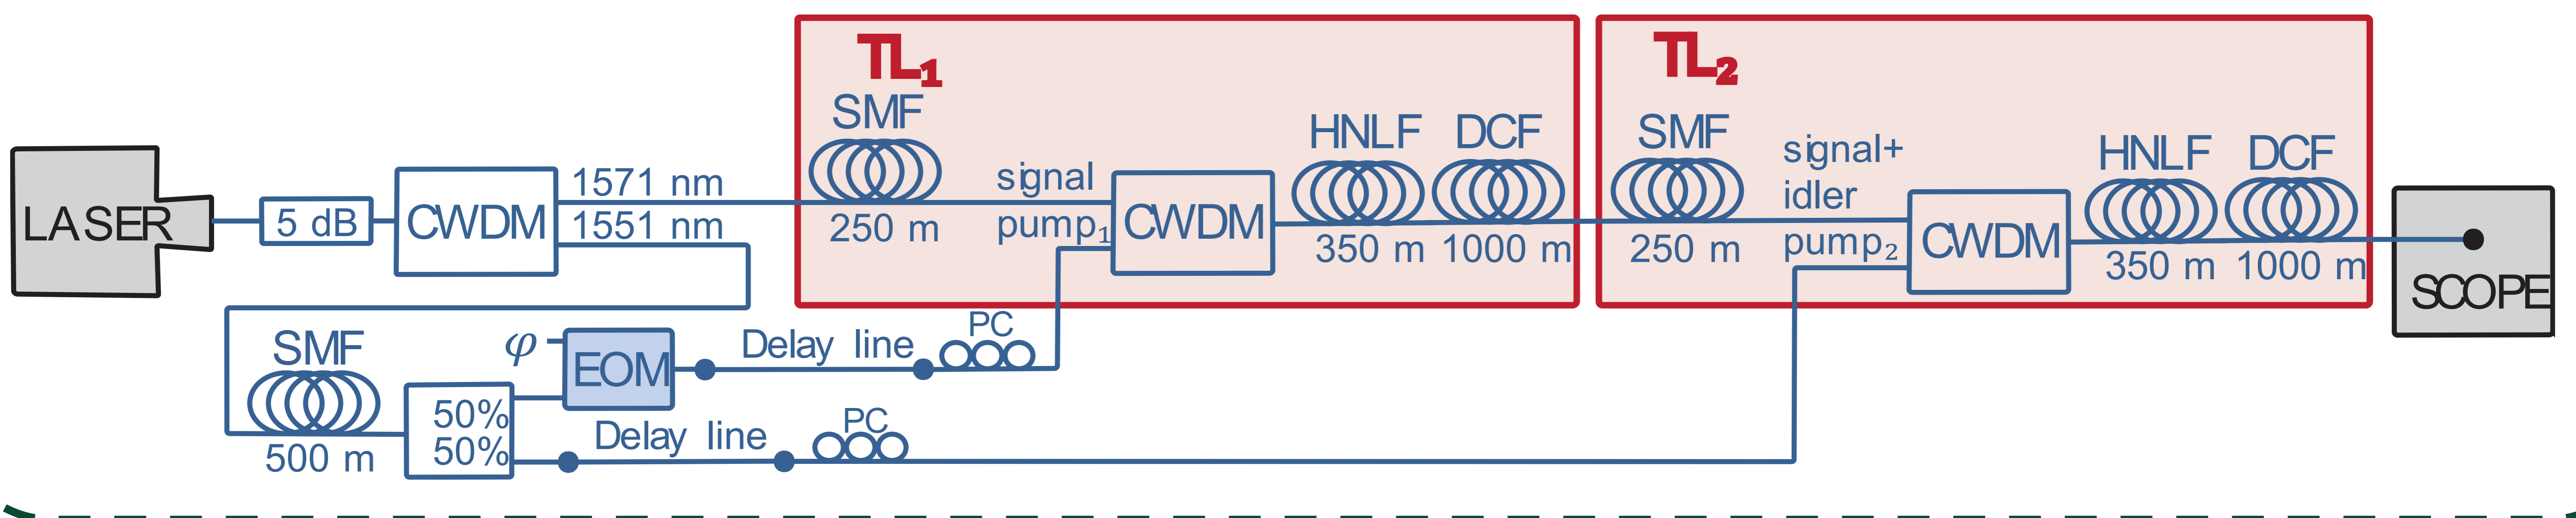 LASER
5 dB
CWDM
1571 nm
1551 nm
TL₁
SMF
250 m
signal
pump₁
CWDM
HNLF
350 m
DCF
1000 m
TL₂
SMF
250 m
signal+
idler
pump₂
CWDM
HNLF
350 m
DCF
1000 m
SCOPE
SMF
500 m
50%
50%
φ
EOM
Delay line
PC
Delay line
PC